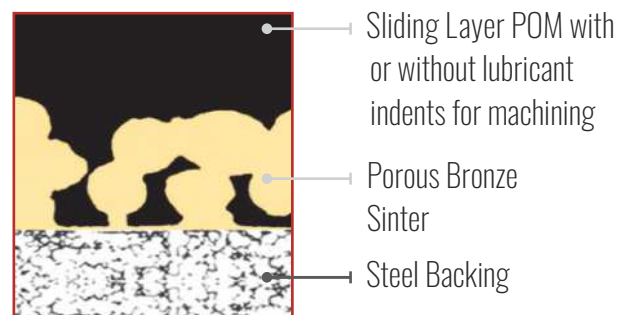 Sliding Layer POM with
or without lubricant
indents for machining
Porous Bronze
Sinter
Steel Backing